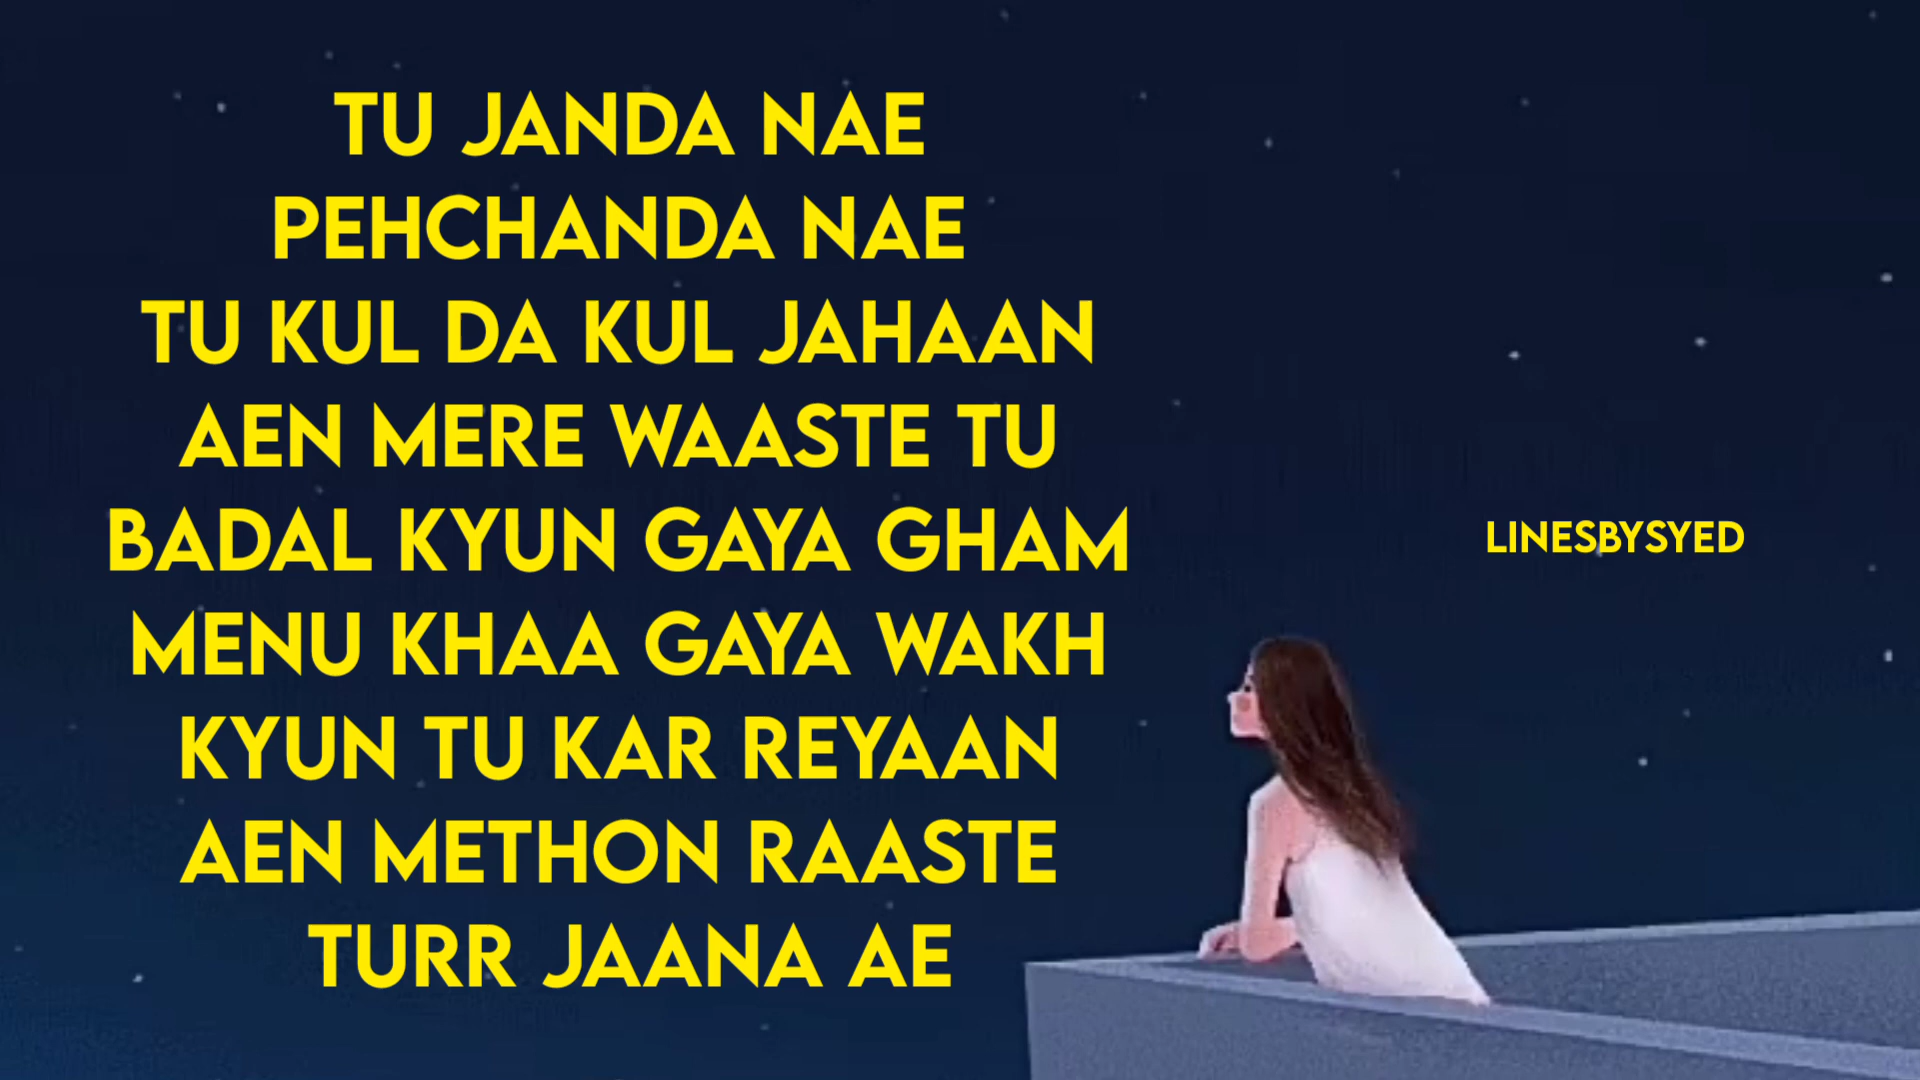 TU JANDA NAE
PEHCHANDA NAE
TU KUL DA KUL JAHAAN
AEN MERE WAASTE TU
BADAL KYUN GAYA GHAM
MENU KHAA GAYA WAKH
KYUN TU KAR REYAAN
AEN METHON RAASTE
TURR JAANA AE
LINESBYSYED